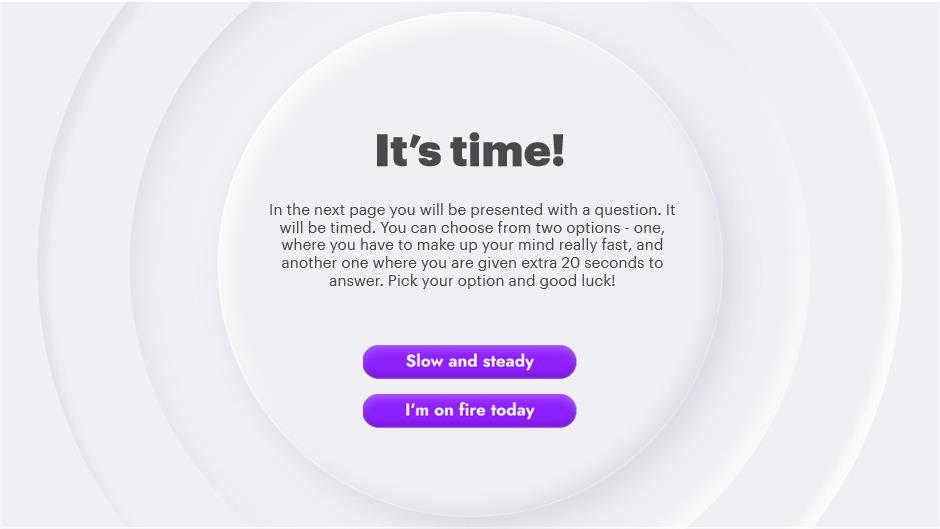 It’s time!
In the next page you will be presented with a question. It
will be timed. You can choose from two options - one,
where you have to make up your mind really fast, and
another one where you are given extra 20 seconds to
answer. Pick your option and good luck!
Slow and steady
I’m on fire today